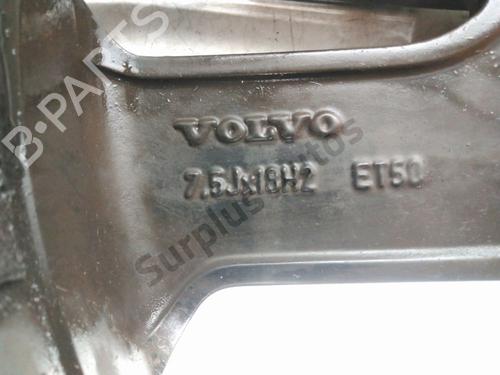 B-PARTS
VOLVO
7.5Jx18H2 ET50
Surplus Autos